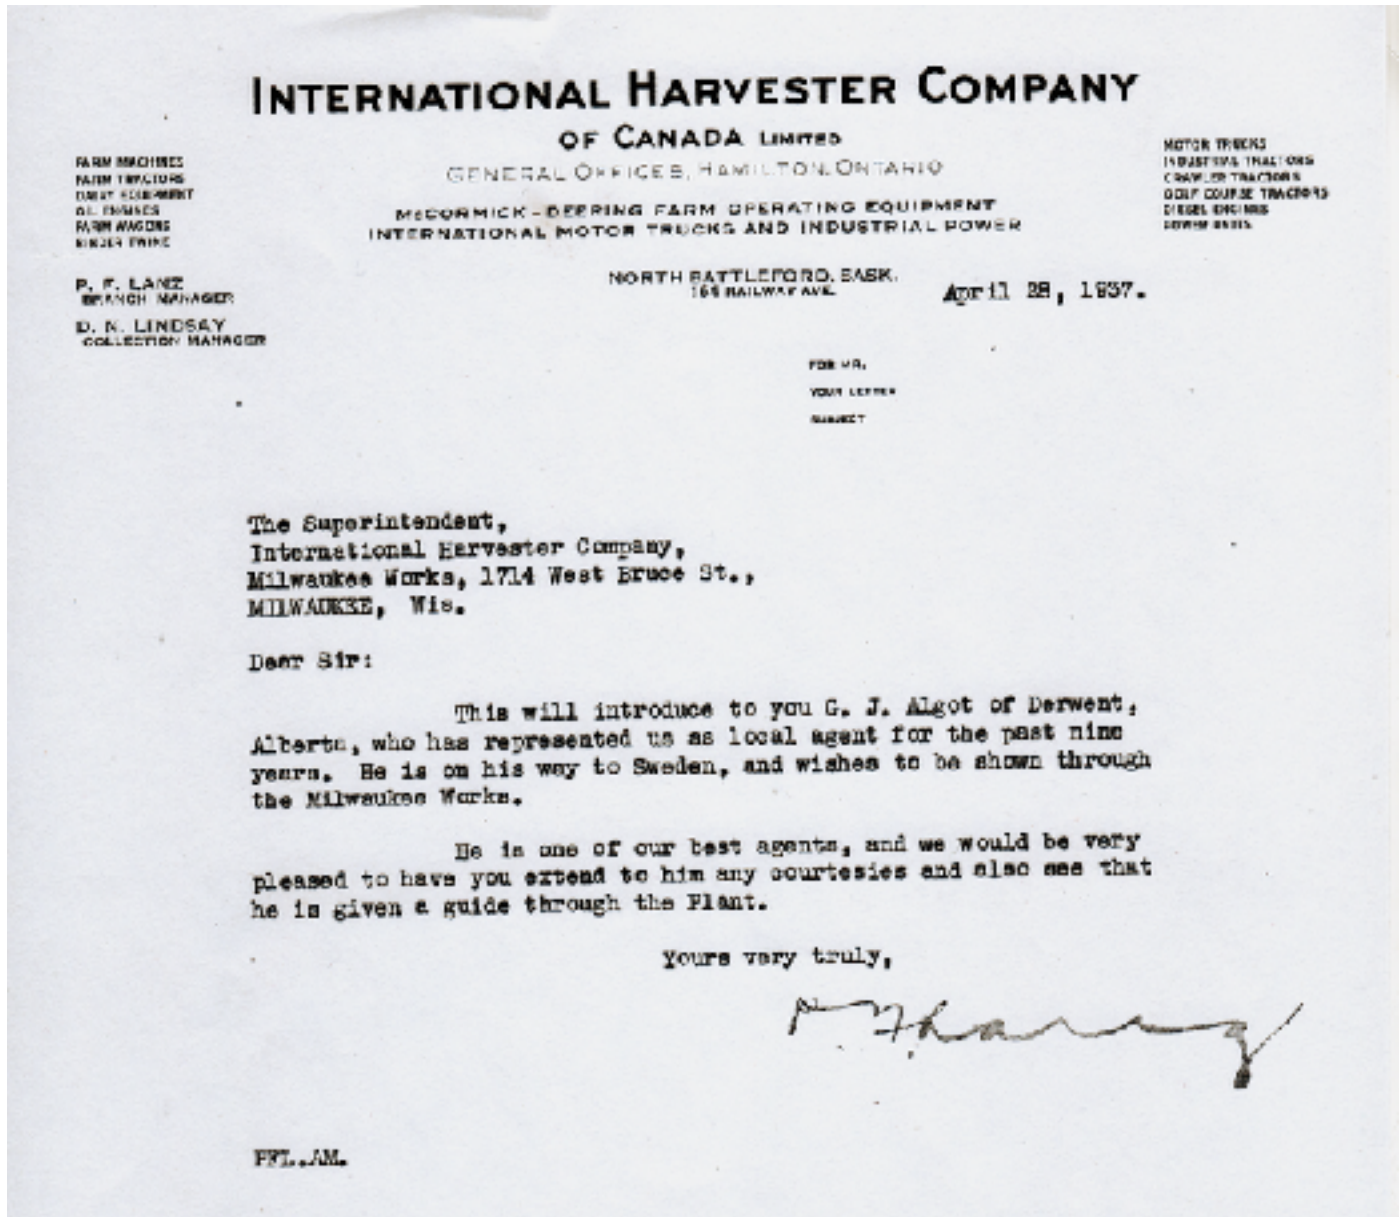 INTERNATIONAL HARVESTER COMPANY
OF CANADA LIMITED
GENERAL OFFICES, HAMILTON, ONTARIO
McCORMICK-DEERING FARM OPERATING EQUIPMENT
INTERNATIONAL MOTOR TRUCKS AND INDUSTRIAL POWER
FARM MACHINES
FARM TRACTORS
DAIRY EQUIPMENT
OIL ENGINES
FARM WAGONS
BINDER TWINE
MOTOR TRUCKS
INDUSTRIAL TRACTORS
CRAWLER TRACTORS
GOLF COURSE TRACTORS
DIESEL ENGINES
POWER UNITS
P. F. LANZ
BRANCH MANAGER
D. N. LINDSAY
COLLECTION MANAGER
NORTH BATTLEFORD, SASK.
RAILWAY AVE.
April 28, 1937.
FOR MR.
YOUR LETTER
SUBJECT
The Superintendent,
International Harvester Company,
Milwaukee Works, 1714 West Bruce St.,
MILWAUKEE, Wis.
Dear Sir:
This will introduce to you G. J. Algot of Derwent,
Alberta, who has represented us as local agent for the past nine
years. He is on his way to Sweden, and wishes to be shown through
the Milwaukee Works.
He is one of our best agents, and we would be very
pleased to have you extend to him any courtesies and also see that
he is given a guide through the Plant.
Yours very truly,
PFL.AM.